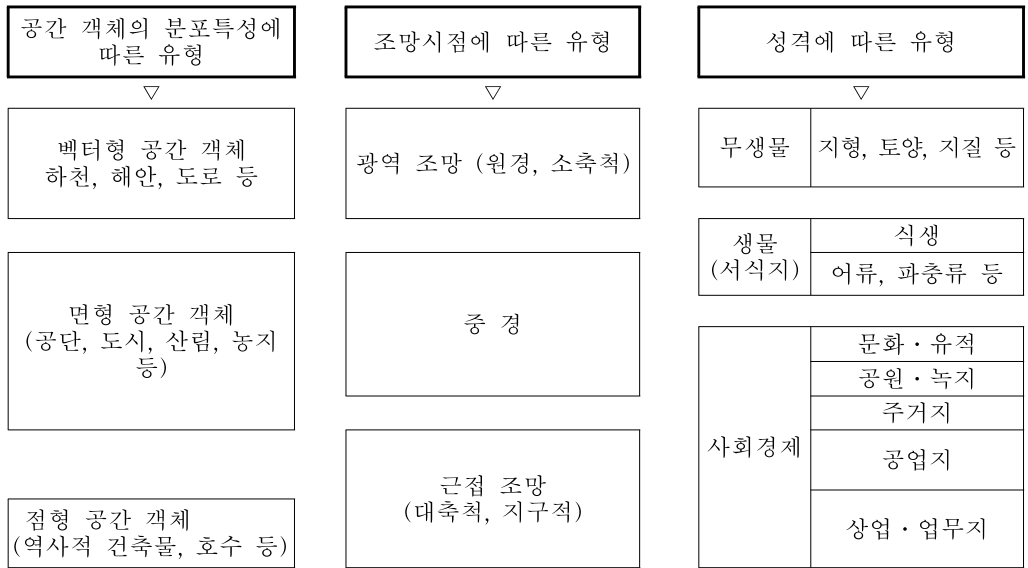 공간 객체의 분포특성에
따른 유형
▽
벡터형 공간 객체
하천, 해안, 도로 등
면형 공간 객체
(공단, 도시, 산림, 농지
등)
점형 공간 객체
(역사적 건축물, 호수 등)
조망시점에 따른 유형
▽
광역 조망 (원경, 소축척)
중 경
근접 조망
(대축척, 지구적)
성격에 따른 유형
▽
무생물
지형, 토양, 지질 등
생물
(서식지)
식생
어류, 파충류 등
사회경제
문화・유적
공원・녹지
주거지
공업지
상업・업무지